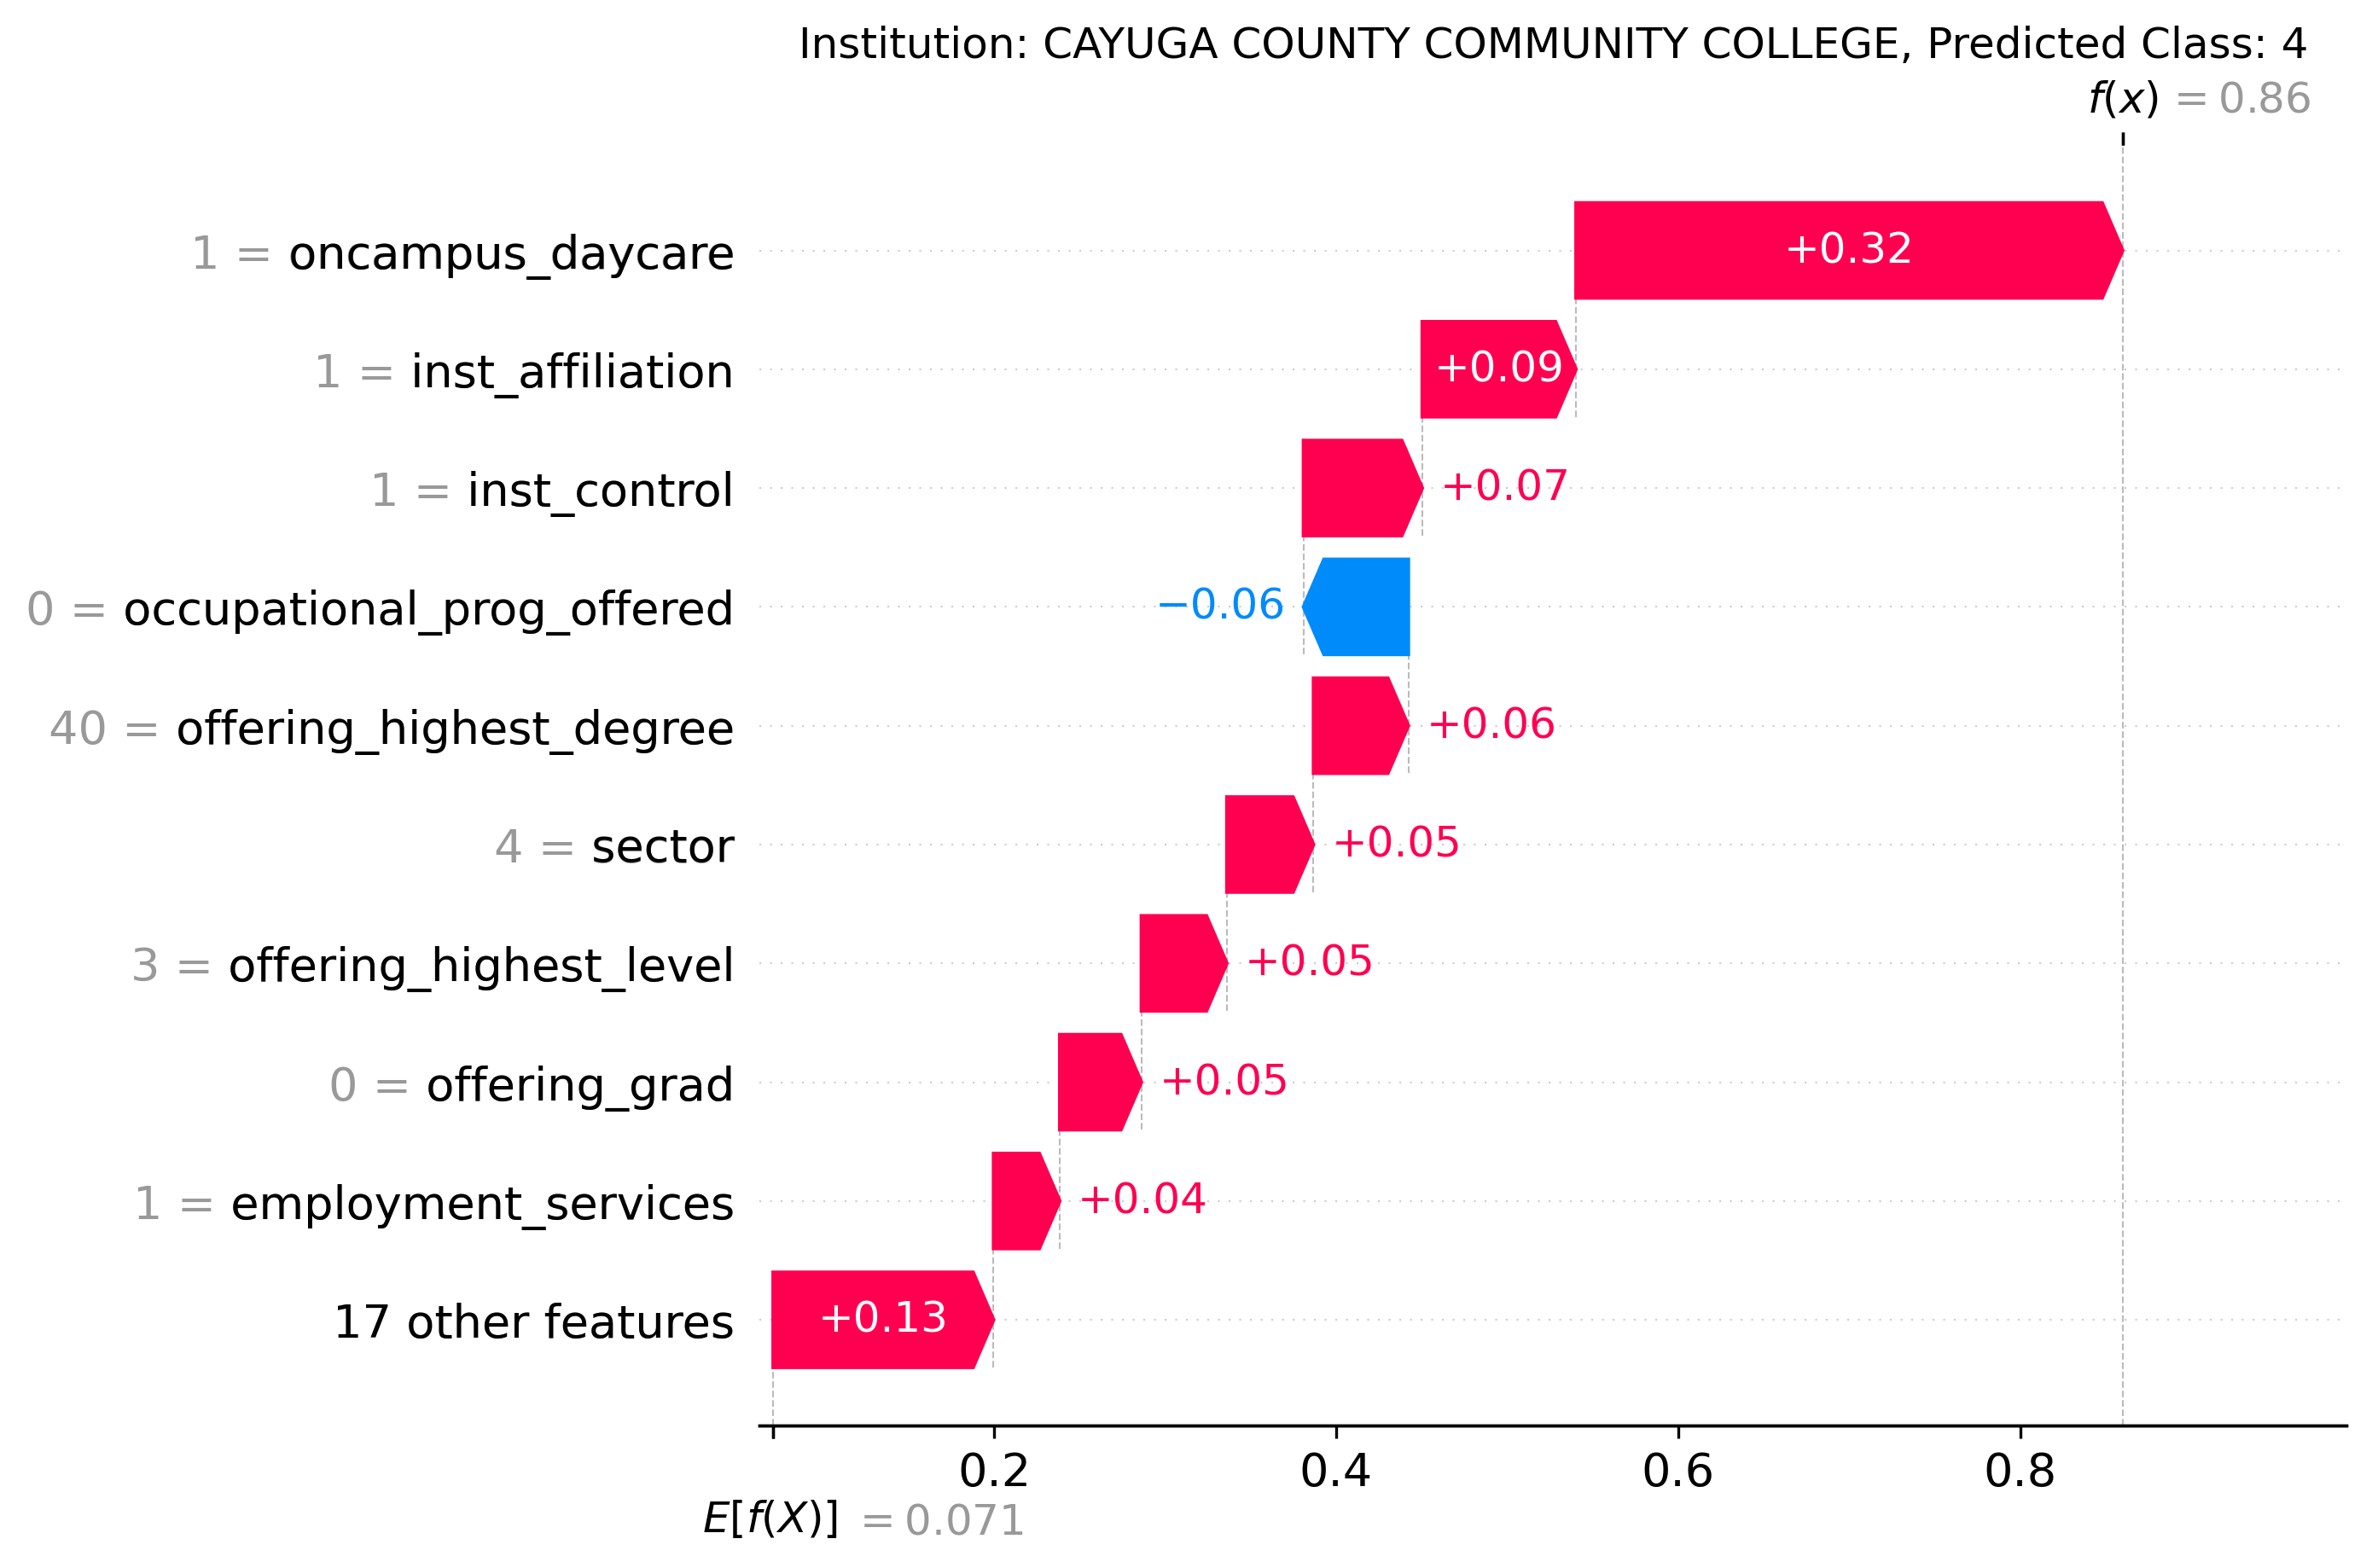 Institution: CAYUGA COUNTY COMMUNITY COLLEGE, Predicted Class: 4
f(x) = 0.86
1 = oncampus_daycare +0.32
1 = inst_affiliation +0.09
1 = inst_control +0.07
0 = occupational_prog_offered −0.06
40 = offering_highest_degree +0.06
4 = sector +0.05
3 = offering_highest_level +0.05
0 = offering_grad +0.05
1 = employment_services +0.04
17 other features +0.13
0.2 0.4 0.6 0.8
E[f(X)] = 0.071